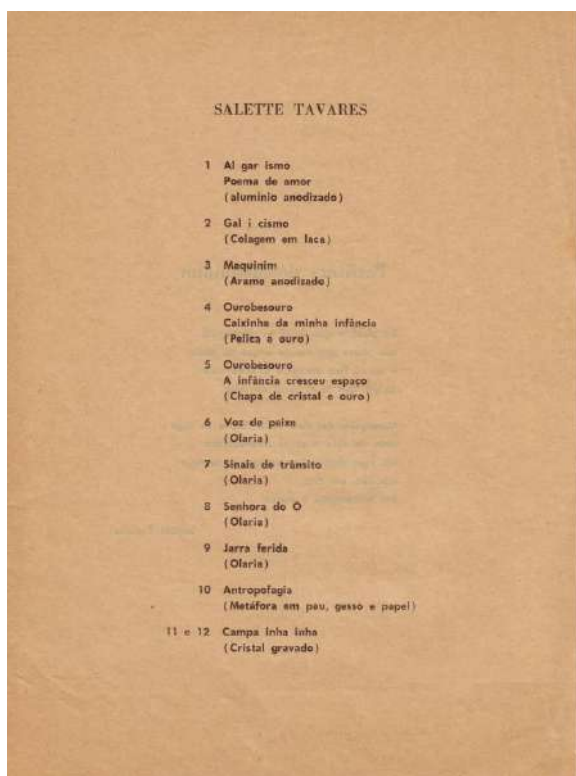 SALETTE TAVARES
1 Al gar ismo
Poema de amor
(alumínio anodizado)
2 Gal i cismo
(Colagem em laca)
3 Maquinim
(Arame anodizado)
4 Ourobesouro
Caixinha da minha infância
(Pelica e ouro)
5 Ourobesouro
A infância cresceu espaço
(Chapa de cristal e ouro)
6 Voz de peixe
(Olaria)
7 Sinais de trânsito
(Olaria)
8 Senhora do Ó
(Olaria)
9 Jarra ferida
(Olaria)
10 Antropofagia
(Metáfora em pau, gesso e papel)
11 e 12 Campa inha inha
(Cristal gravado)